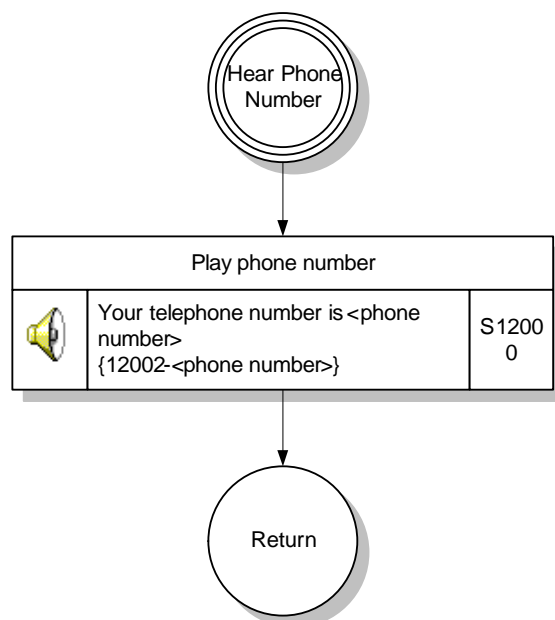 Hear Phone
Number
Play phone number
Your telephone number is <phone
number>
{12002-<phone number>}
S1200
0
Return